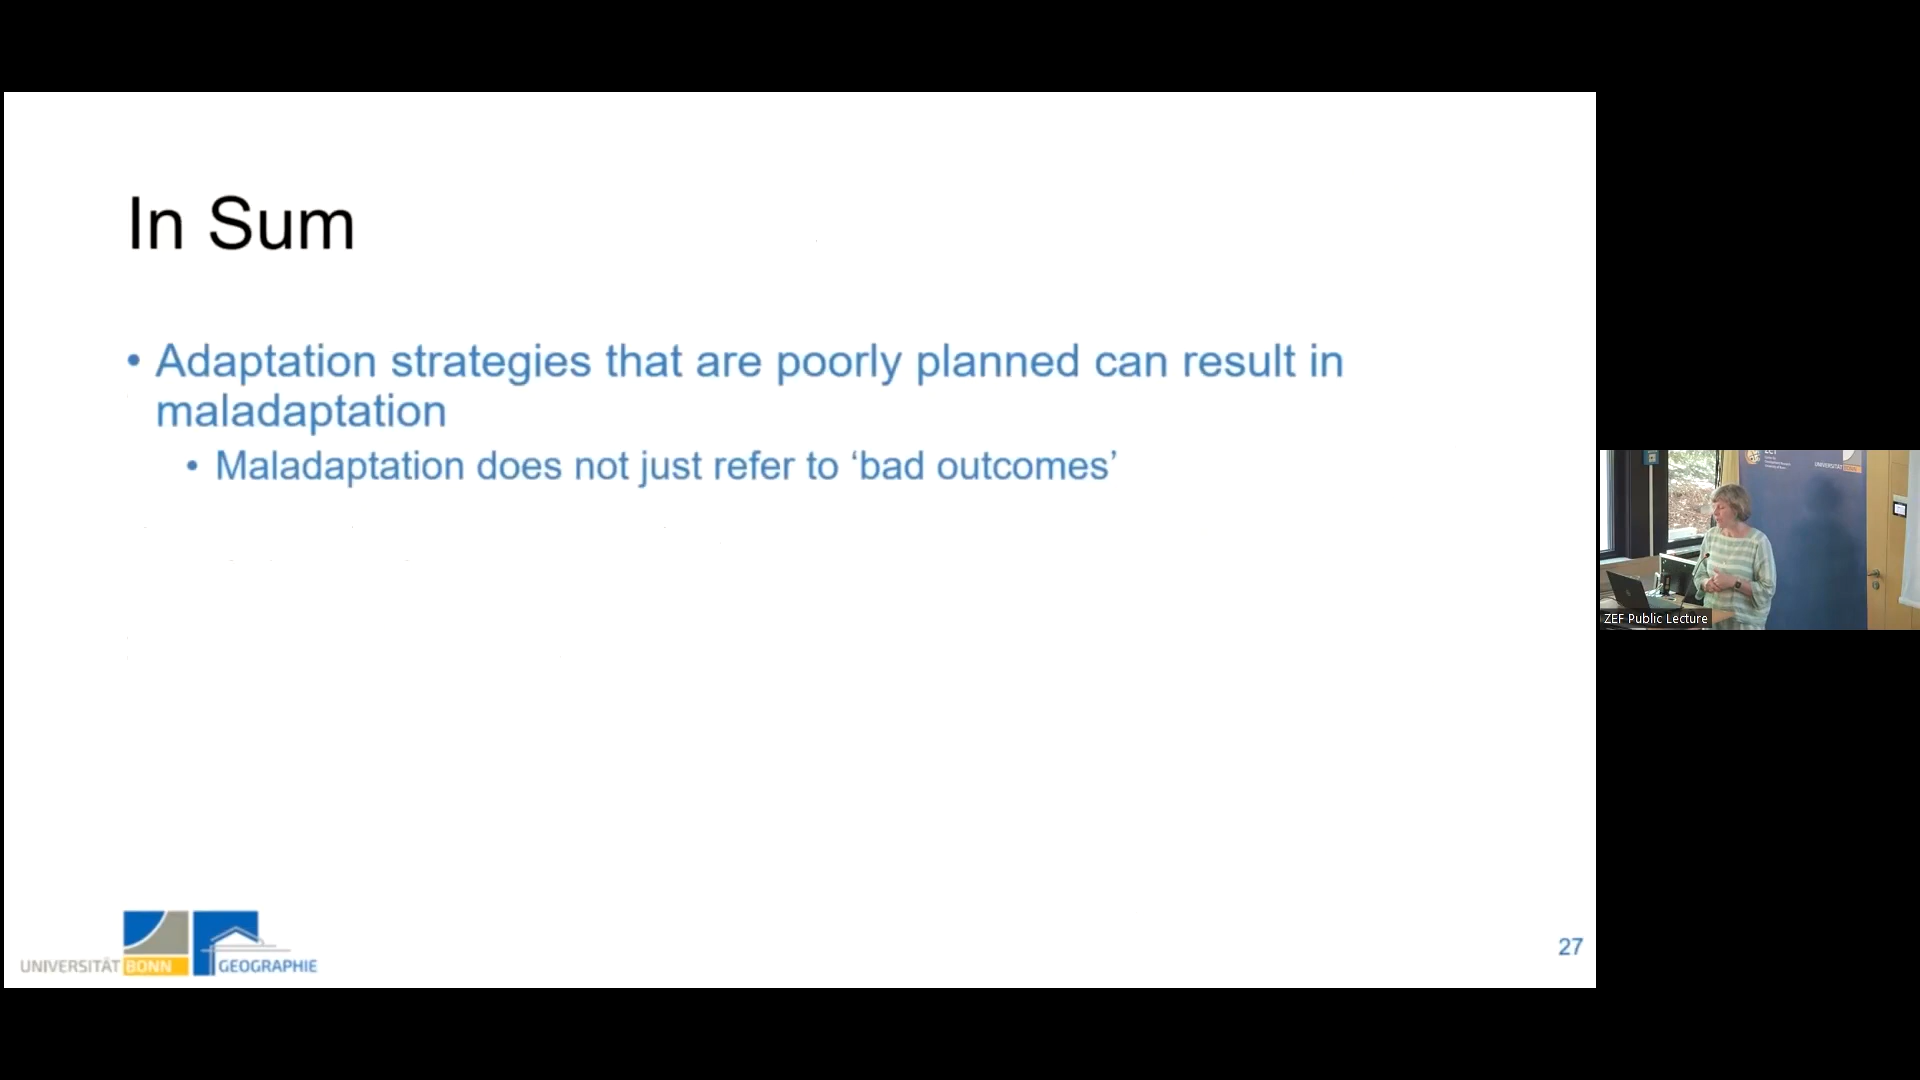 In Sum
• Adaptation strategies that are poorly planned can result in
maladaptation
• Maladaptation does not just refer to ‘bad outcomes’
UNIVERSITÄT BONN
GEOGRAPHIE
27
UNIVERSITÄT
ZEF Public Lecture